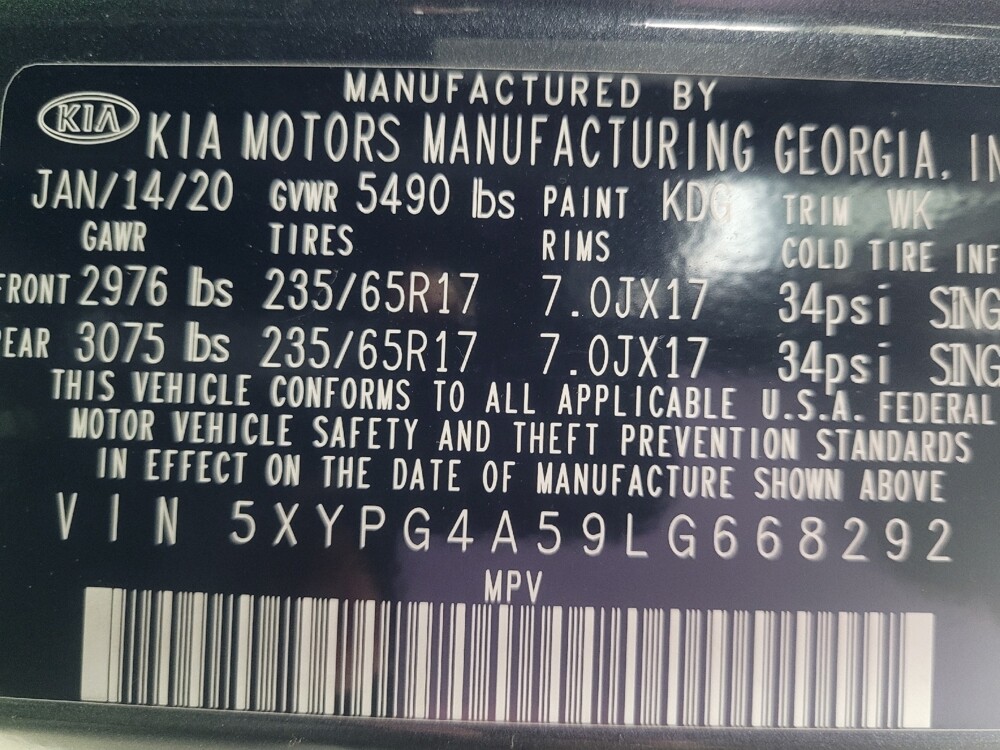 MANUFACTURED BY
KIA KIA MOTORS MANUFACTURING GEORGIA, IN
JAN/14/20 GVWR 5490 lbs PAINT KDG TRIM WK
GAWR TIRES RIMS COLD TIRE INF
FRONT 2976 lbs 235/65R17 7.0JX17 34psi SING
REAR 3075 lbs 235/65R17 7.0JX17 34psi SING
THIS VEHICLE CONFORMS TO ALL APPLICABLE U.S.A. FEDERAL
MOTOR VEHICLE SAFETY AND THEFT PREVENTION STANDARDS
IN EFFECT ON THE DATE OF MANUFACTURE SHOWN ABOVE
VIN 5XYPG4A59LG668292
MPV